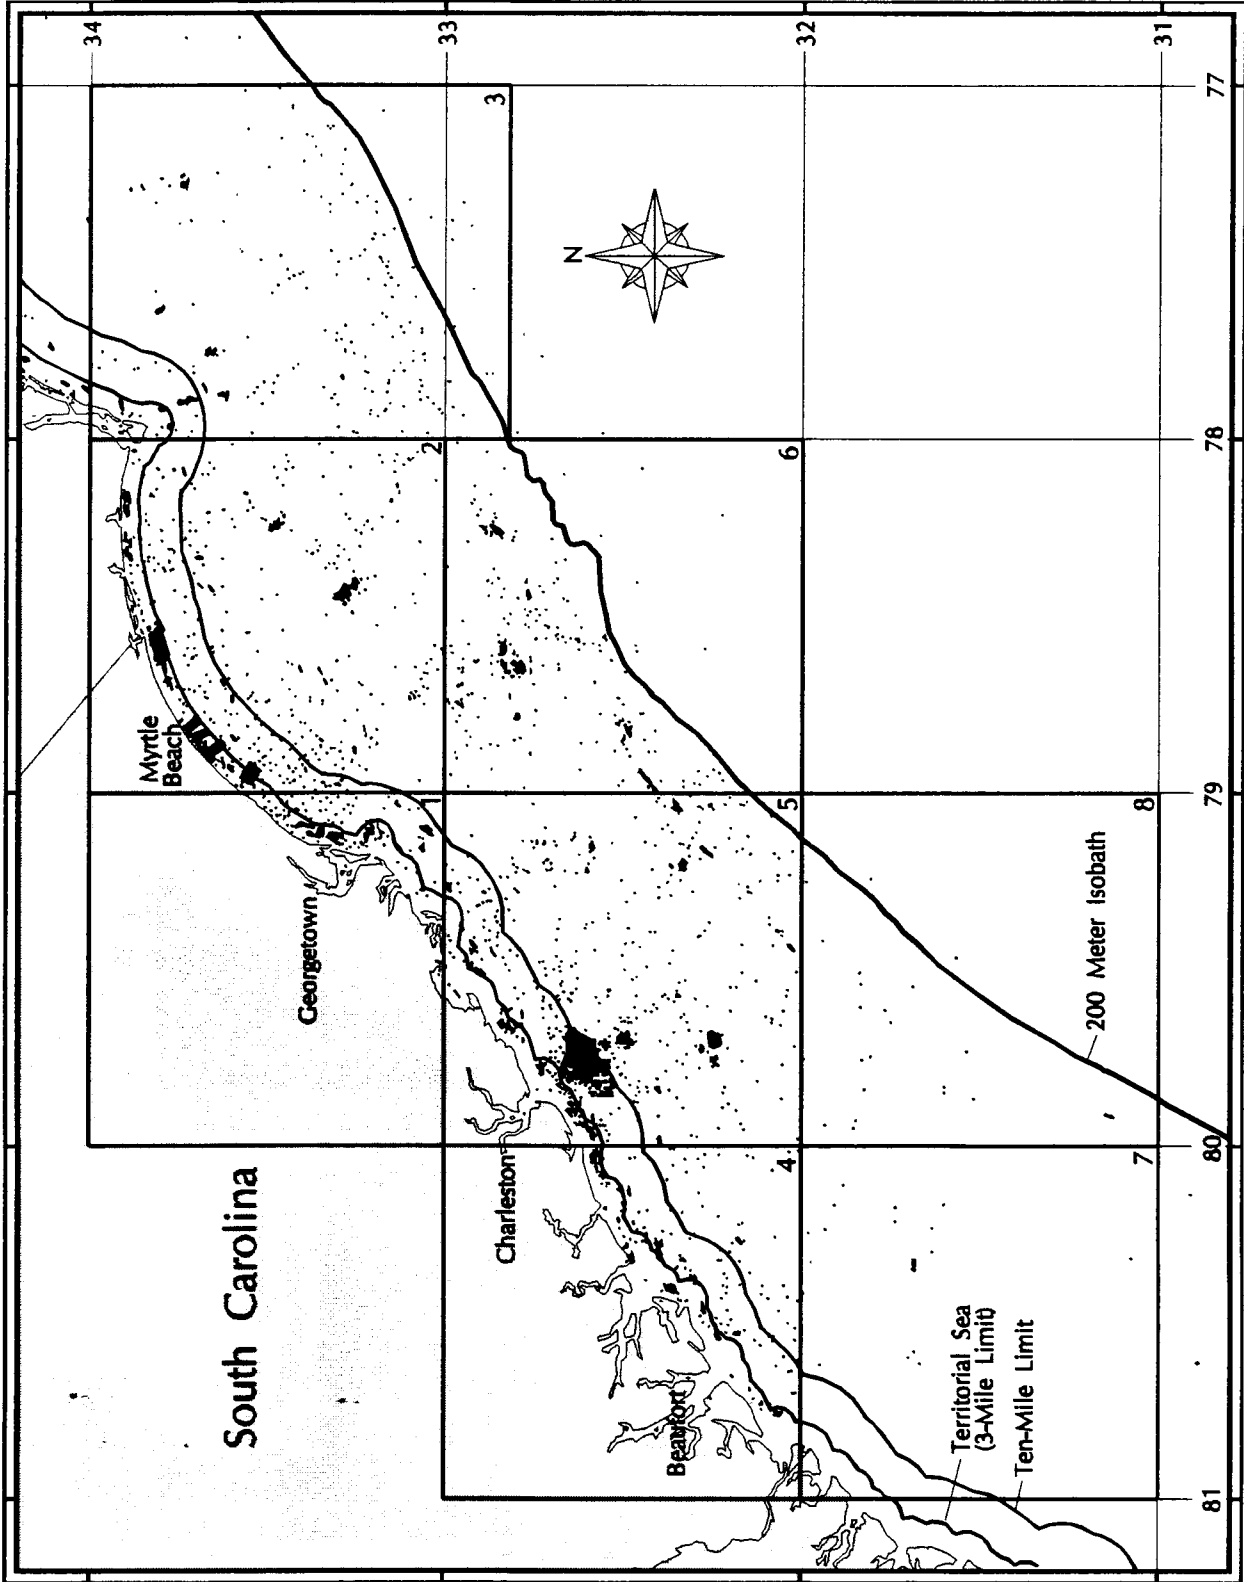 South Carolina
Myrtle
Beach
Georgetown
Charleston
Beaufort
N
1
2
3
4
5
6
7
8
200 Meter Isobath
Territorial Sea
(3-Mile Limit)
Ten-Mile Limit
34
33
32
31
77
78
79
80
81